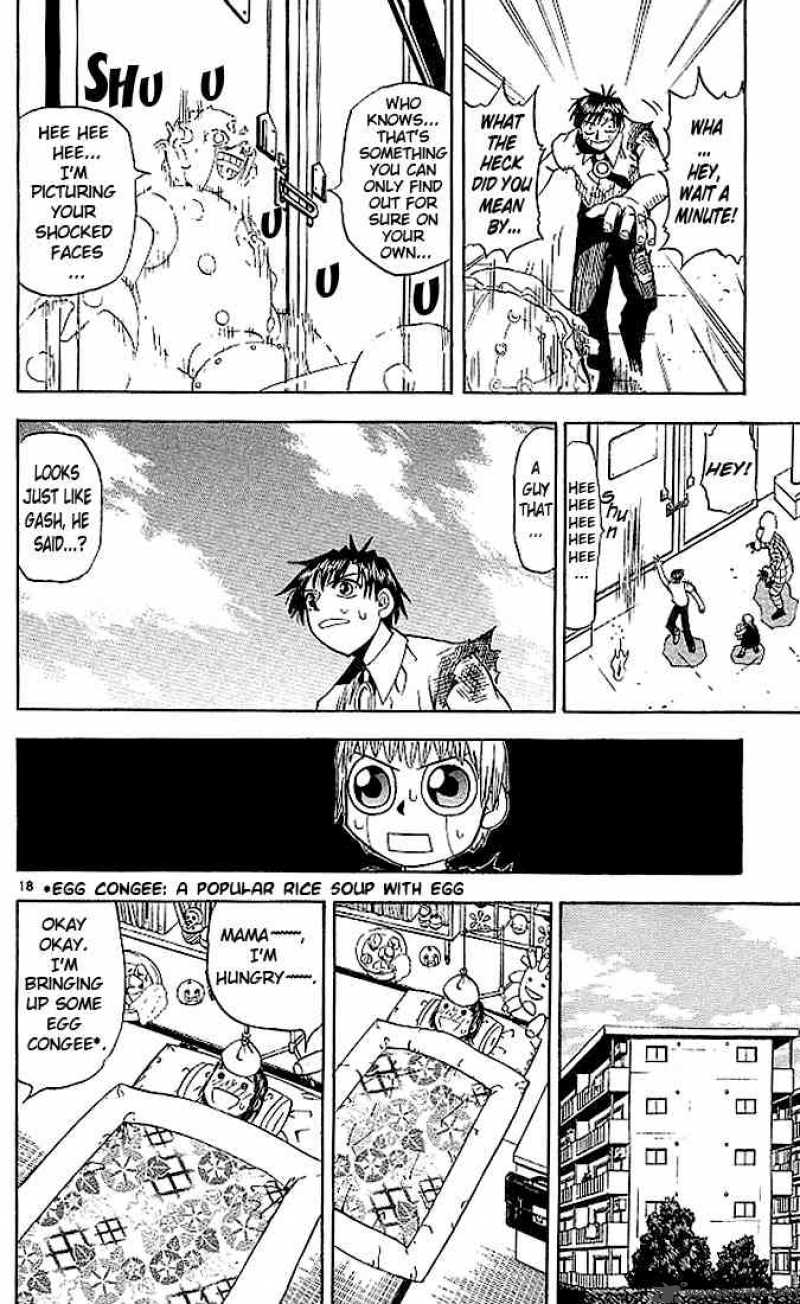 WHA
...
HEY,
WAIT A
MINUTE!
WHAT
THE
HECK
DID YOU
MEAN
BY...
WHO
KNOWS...
THAT'S
SOMETHING
YOU CAN
ONLY FIND
OUT FOR
SURE ON
YOUR
OWN...
SHU U
U
U
U
HEE HEE
HEE...
I'M
PICTURING
YOUR
SHOCKED
FACES
...
HEY!
Shun
HEE
HEE
HEE
HEE
HEE
...
A
GUY
THAT
...
LOOKS
JUST LIKE
GASH, HE
SAID...?
18 *EGG CONGEE: A POPULAR RICE SOUP WITH EGG
MAMA~~~,
I'M
HUNGRY~~~.
OKAY
OKAY.
I'M
BRINGING
UP SOME
EGG
CONGEE*.